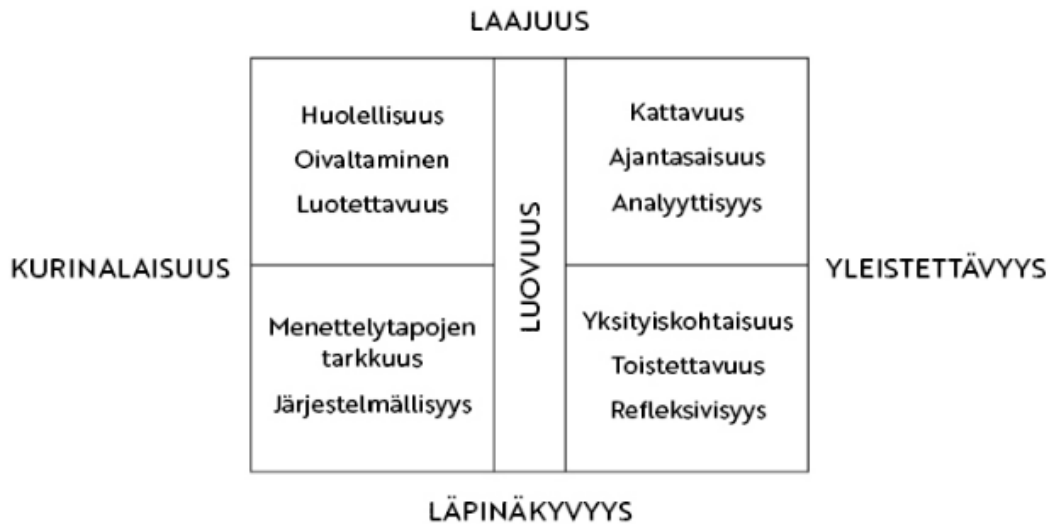 LAAJUUS
Huolellisuus
Oivaltaminen
Luotettavuus
Kattavuus
Ajantasaisuus
Analyyttisyys
KURINALAISUUS
LUOVUUS
YLEISTETTÄVYYS
Menettelytapojen
tarkkuus
Järjestelmällisyys
Yksityiskohtaisuus
Toistettavuus
Refleksivisyys
LÄPINÄKYVYYS